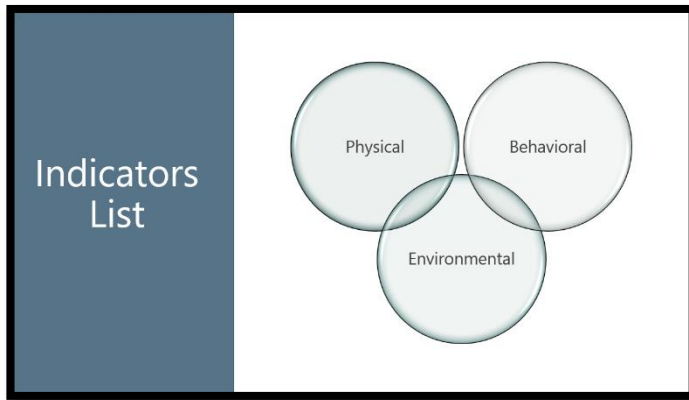 Indicators
List
Physical
Behavioral
Environmental